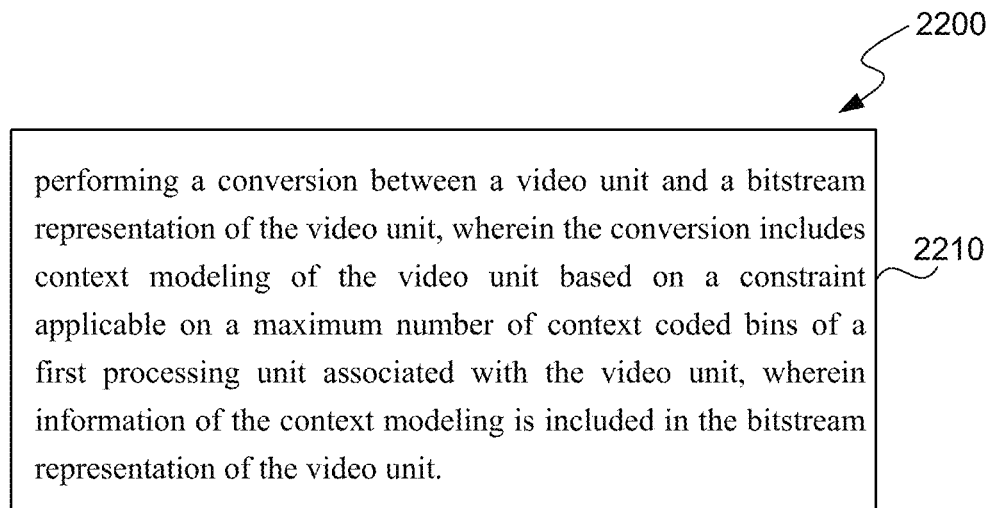 2200
performing a conversion between a video unit and a bitstream
representation of the video unit, wherein the conversion includes
context modeling of the video unit based on a constraint
applicable on a maximum number of context coded bins of a
first processing unit associated with the video unit, wherein
information of the context modeling is included in the bitstream
representation of the video unit.
2210